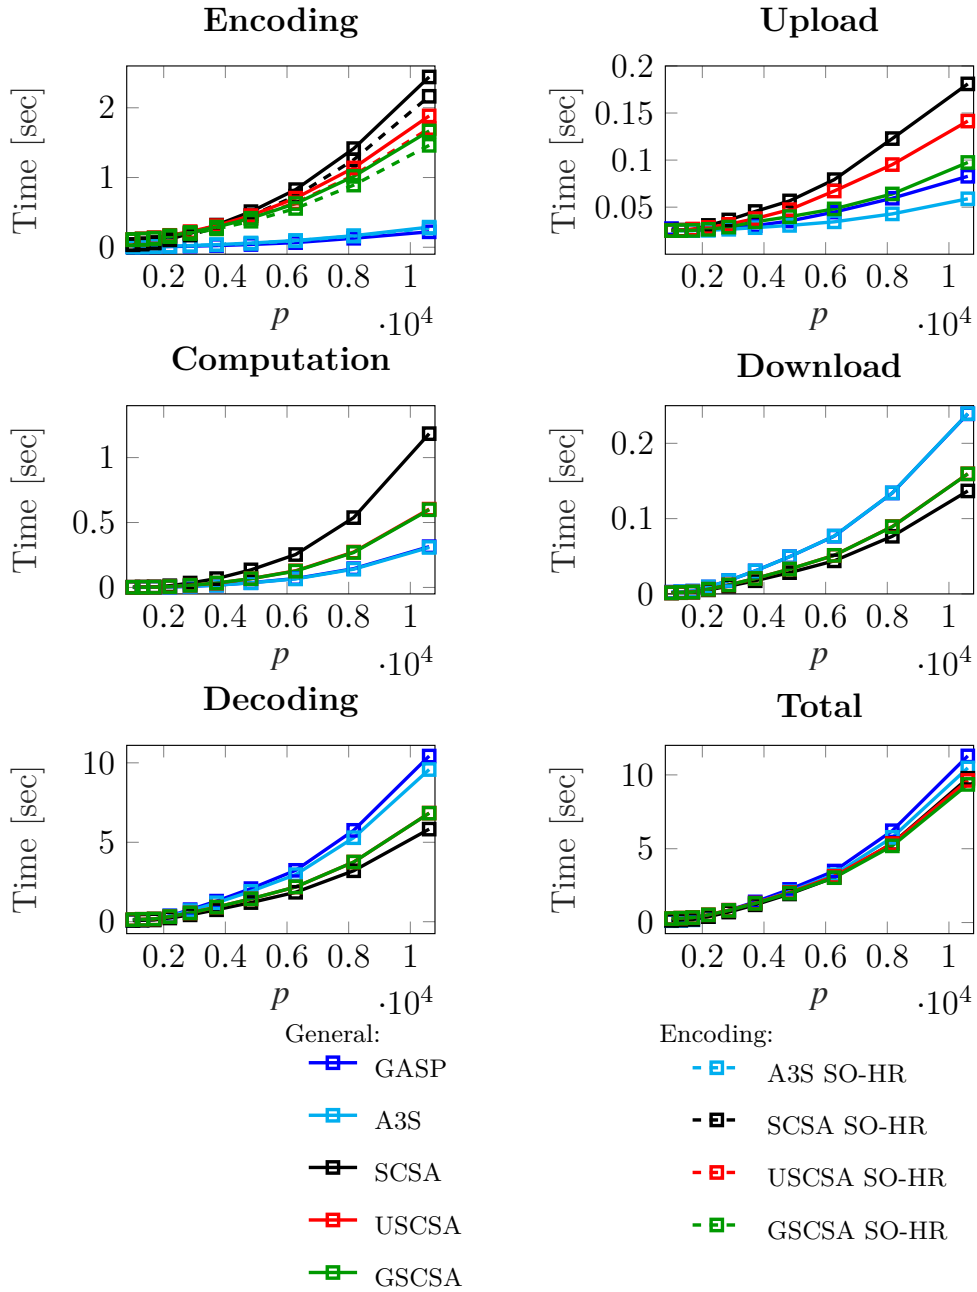 Encoding
Upload
Time [sec]
0
1
2
0.2 0.4 0.6 0.8 1
p
·10^4
Time [sec]
0.05
0.1
0.15
0.2
0.2 0.4 0.6 0.8 1
p
·10^4
Computation
Download
Time [sec]
0
0.5
1
0.2 0.4 0.6 0.8 1
p
·10^4
Time [sec]
0
0.1
0.2
0.2 0.4 0.6 0.8 1
p
·10^4
Decoding
Total
Time [sec]
0
5
10
0.2 0.4 0.6 0.8 1
p
·10^4
Time [sec]
0
5
10
0.2 0.4 0.6 0.8 1
p
·10^4
General:
GASP
A3S
SCSA
USCSA
GSCSA
Encoding:
A3S SO-HR
SCSA SO-HR
USCSA SO-HR
GSCSA SO-HR